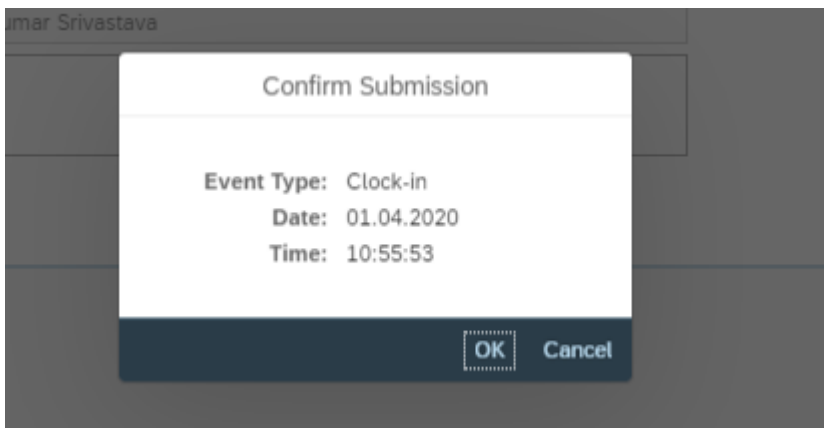 umar Srivastava
Confirm Submission
Event Type: Clock-in
Date: 01.04.2020
Time: 10:55:53
OK Cancel